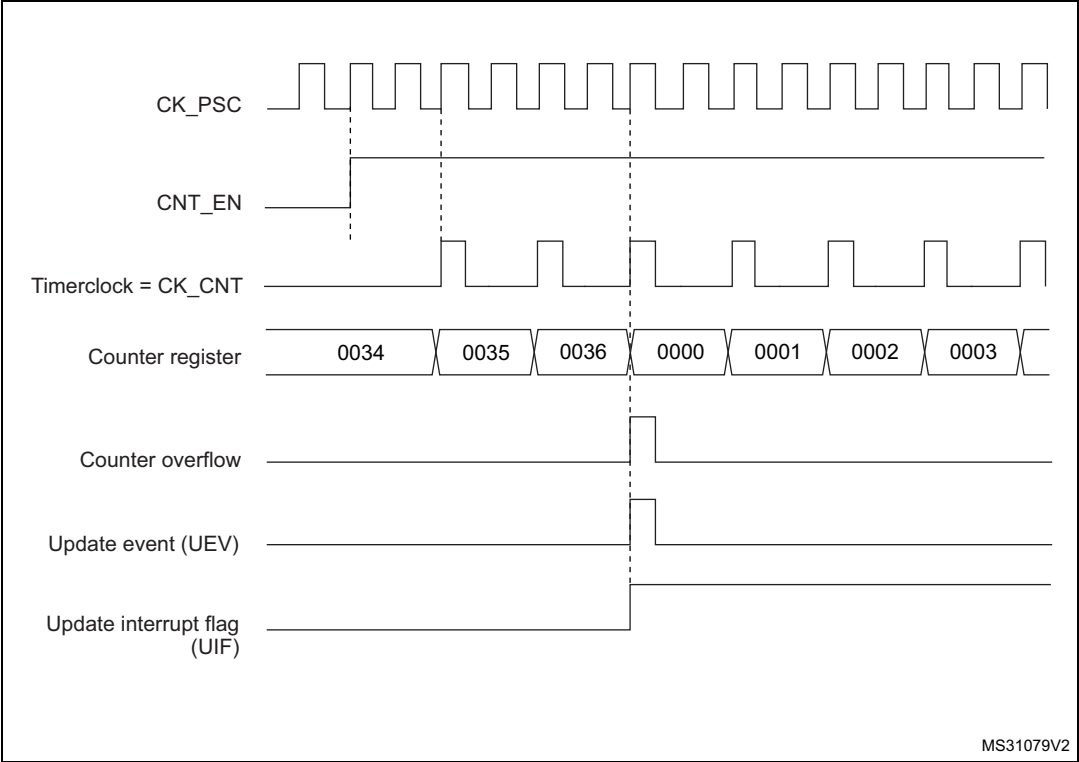 CK_PSC
CNT_EN
Timerclock = CK_CNT
Counter register 0034 0035 0036 0000 0001 0002 0003
Counter overflow
Update event (UEV)
Update interrupt flag
(UIF)
MS31079V2